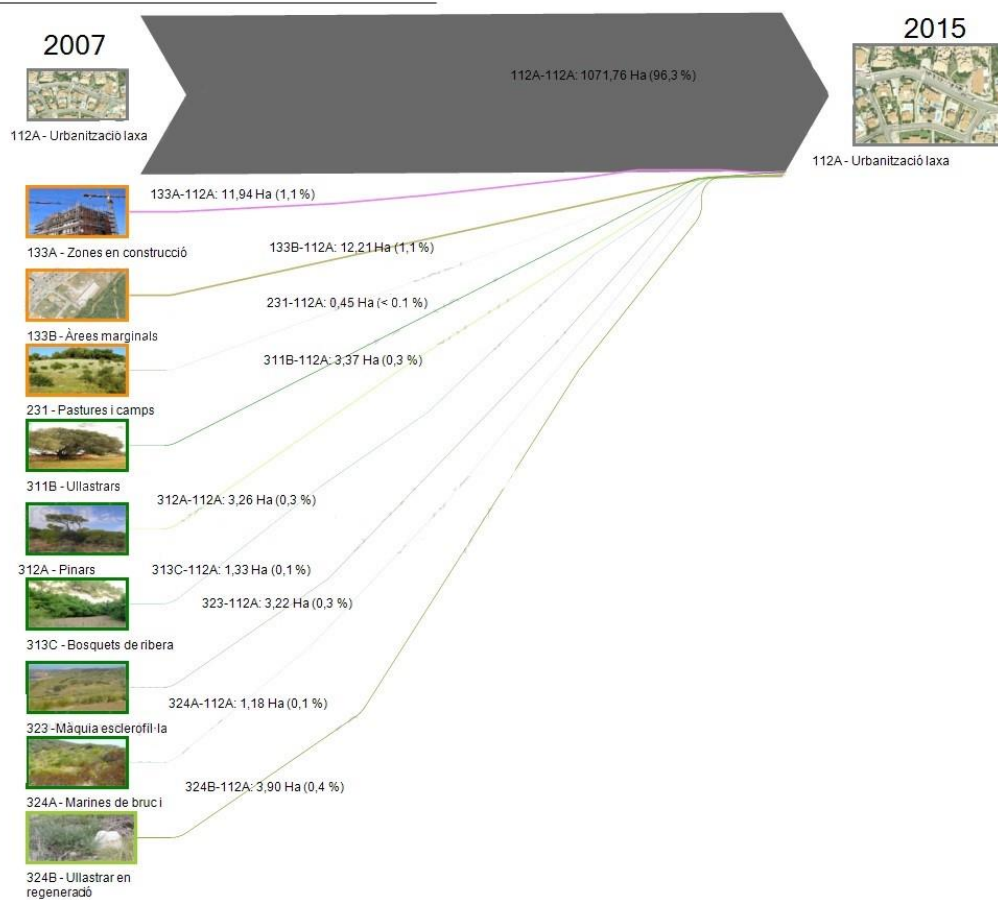 2007
2015
112A-112A: 1071,76 Ha (96,3 %)
112A - Urbanització laxa
112A - Urbanització laxa
133A-112A: 11,94 Ha (1,1 %)
133A - Zones en construcció
133B-112A: 12,21 Ha (1,1 %)
133B - Àrees marginals
231-112A: 0,45 Ha (< 0.1 %)
231 - Pastures i camps
311B-112A: 3,37 Ha (0,3 %)
311B - Ullastrars
312A-112A: 3,26 Ha (0,3 %)
312A - Pinars
313C-112A: 1,33 Ha (0,1 %)
313C - Bosquets de ribera
323-112A: 3,22 Ha (0,3 %)
323 - Màquia esclerofil·la
324A-112A: 1,18 Ha (0,1 %)
324A - Marines de bruc i
324B-112A: 3,90 Ha (0,4 %)
324B - Ullastrar en
regeneració